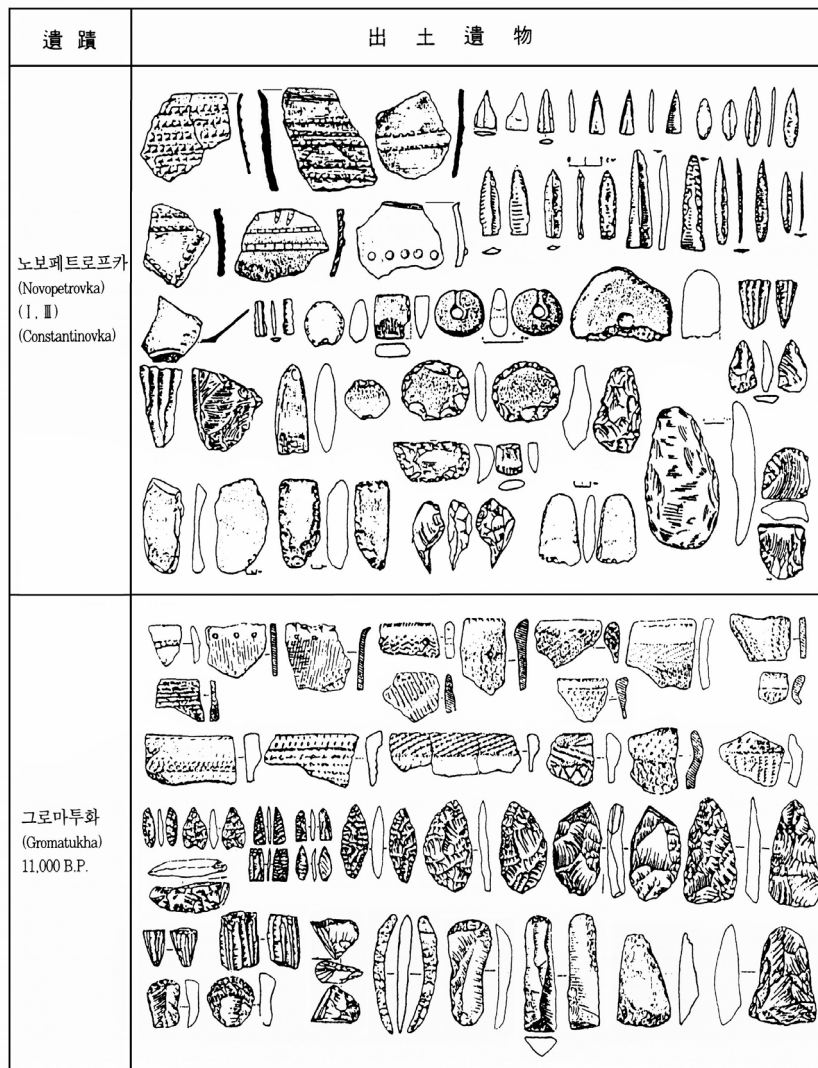 遺 蹟
出 土 遺 物
노보페트로프카
(Novopetrovka)
(Ⅰ, Ⅲ)
(Constantinovka)
그로마투화
(Gromatukha)
11,000 B.P.